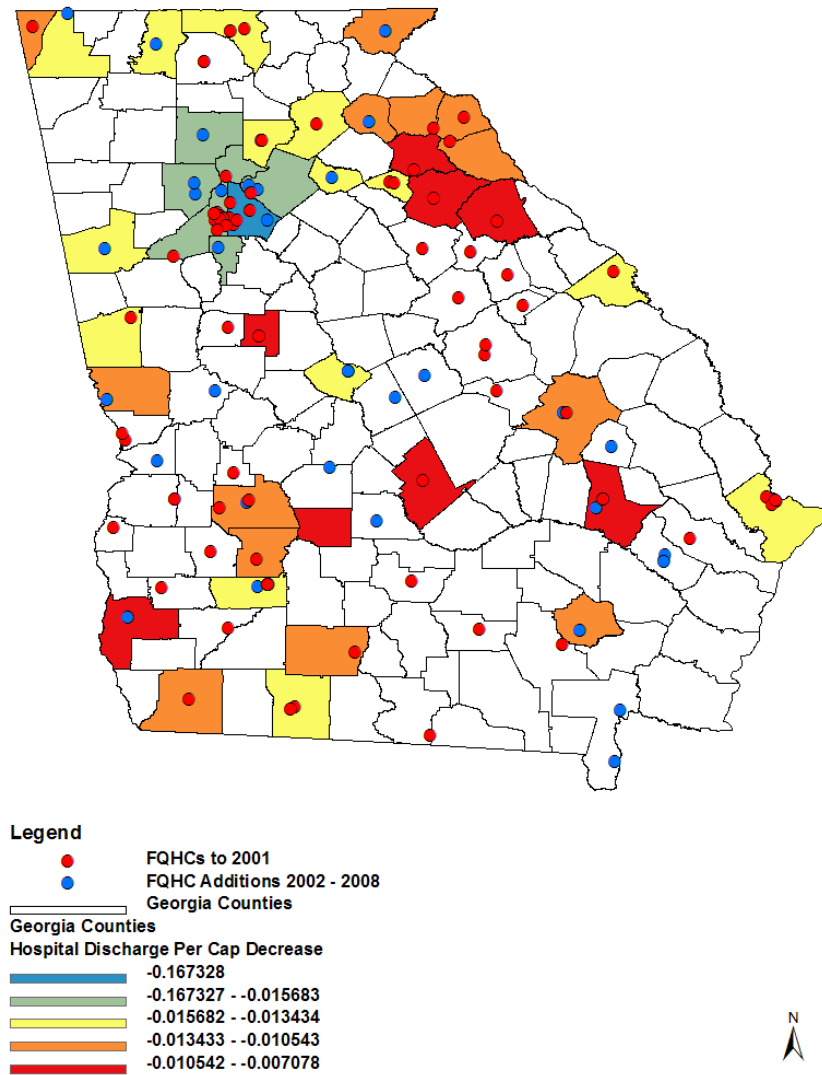 Legend
FQHCs to 2001
FQHC Additions 2002 - 2008
Georgia Counties
Georgia Counties
Hospital Discharge Per Cap Decrease
-0.167328
-0.167327 - -0.015683
-0.015682 - -0.013434
-0.013433 - -0.010543
-0.010542 - -0.007078
N